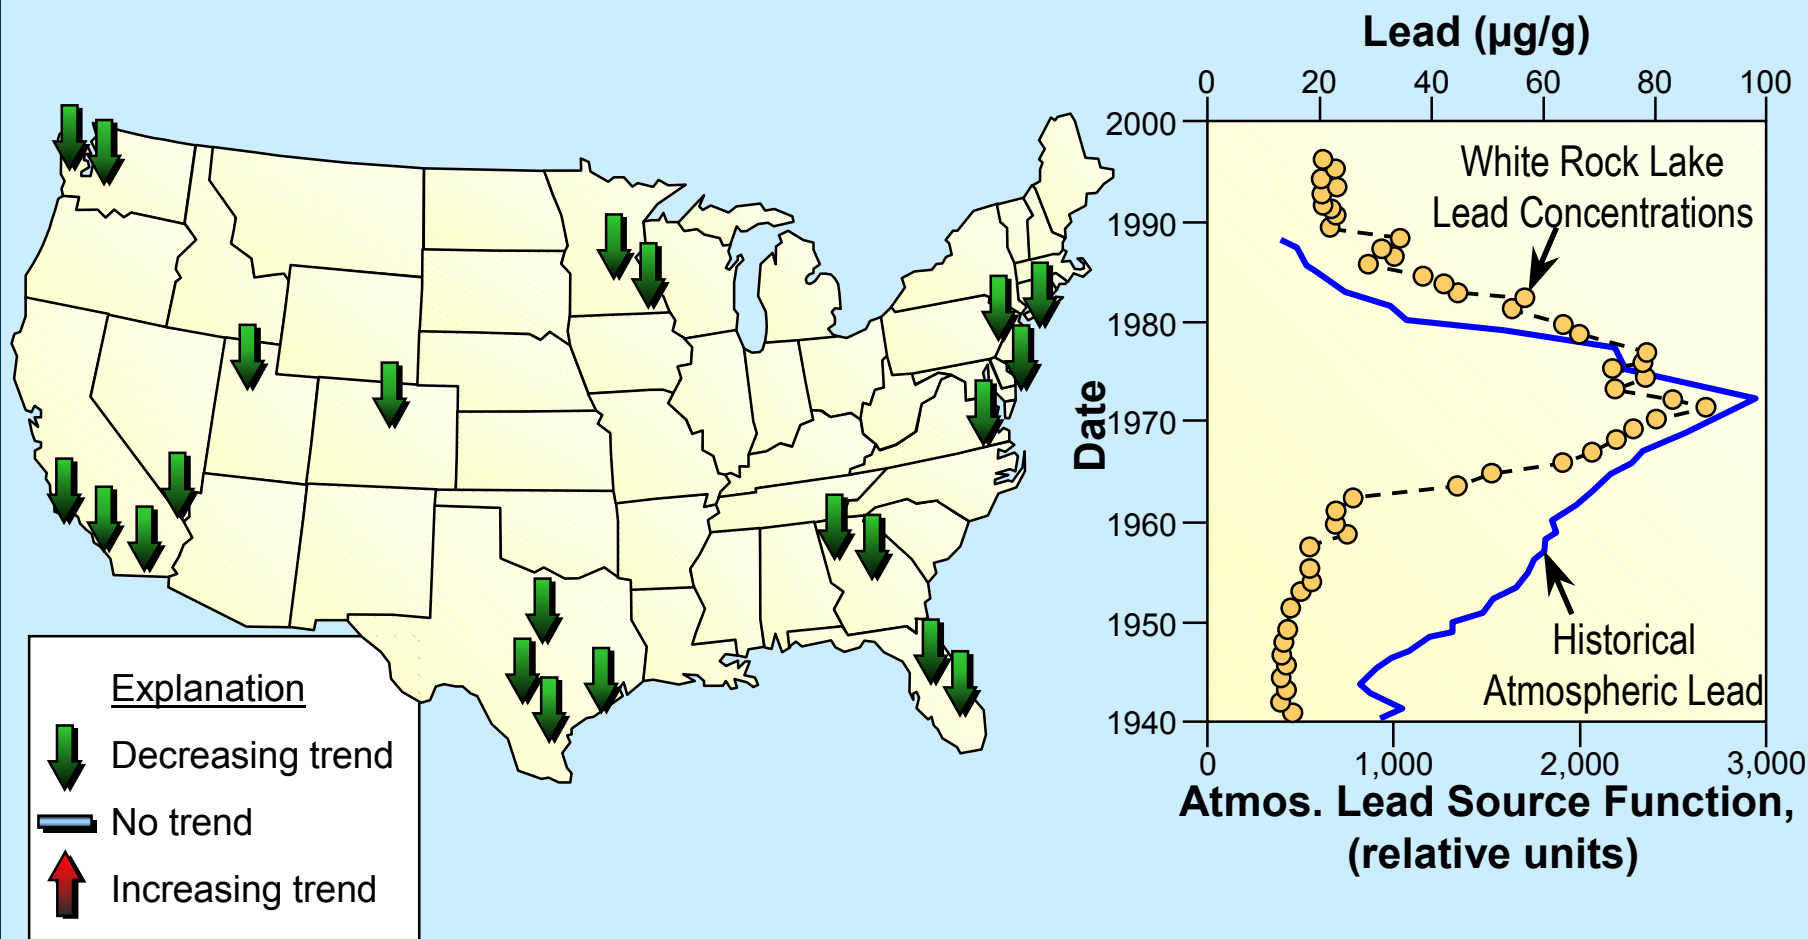 Explanation
Decreasing trend
No trend
Increasing trend
Lead (µg/g)
0 20 40 60 80 100
2000
1990
1980
1970
1960
1950
1940
Date
White Rock Lake
Lead Concentrations
Historical
Atmospheric Lead
0 1,000 2,000 3,000
Atmos. Lead Source Function,
(relative units)